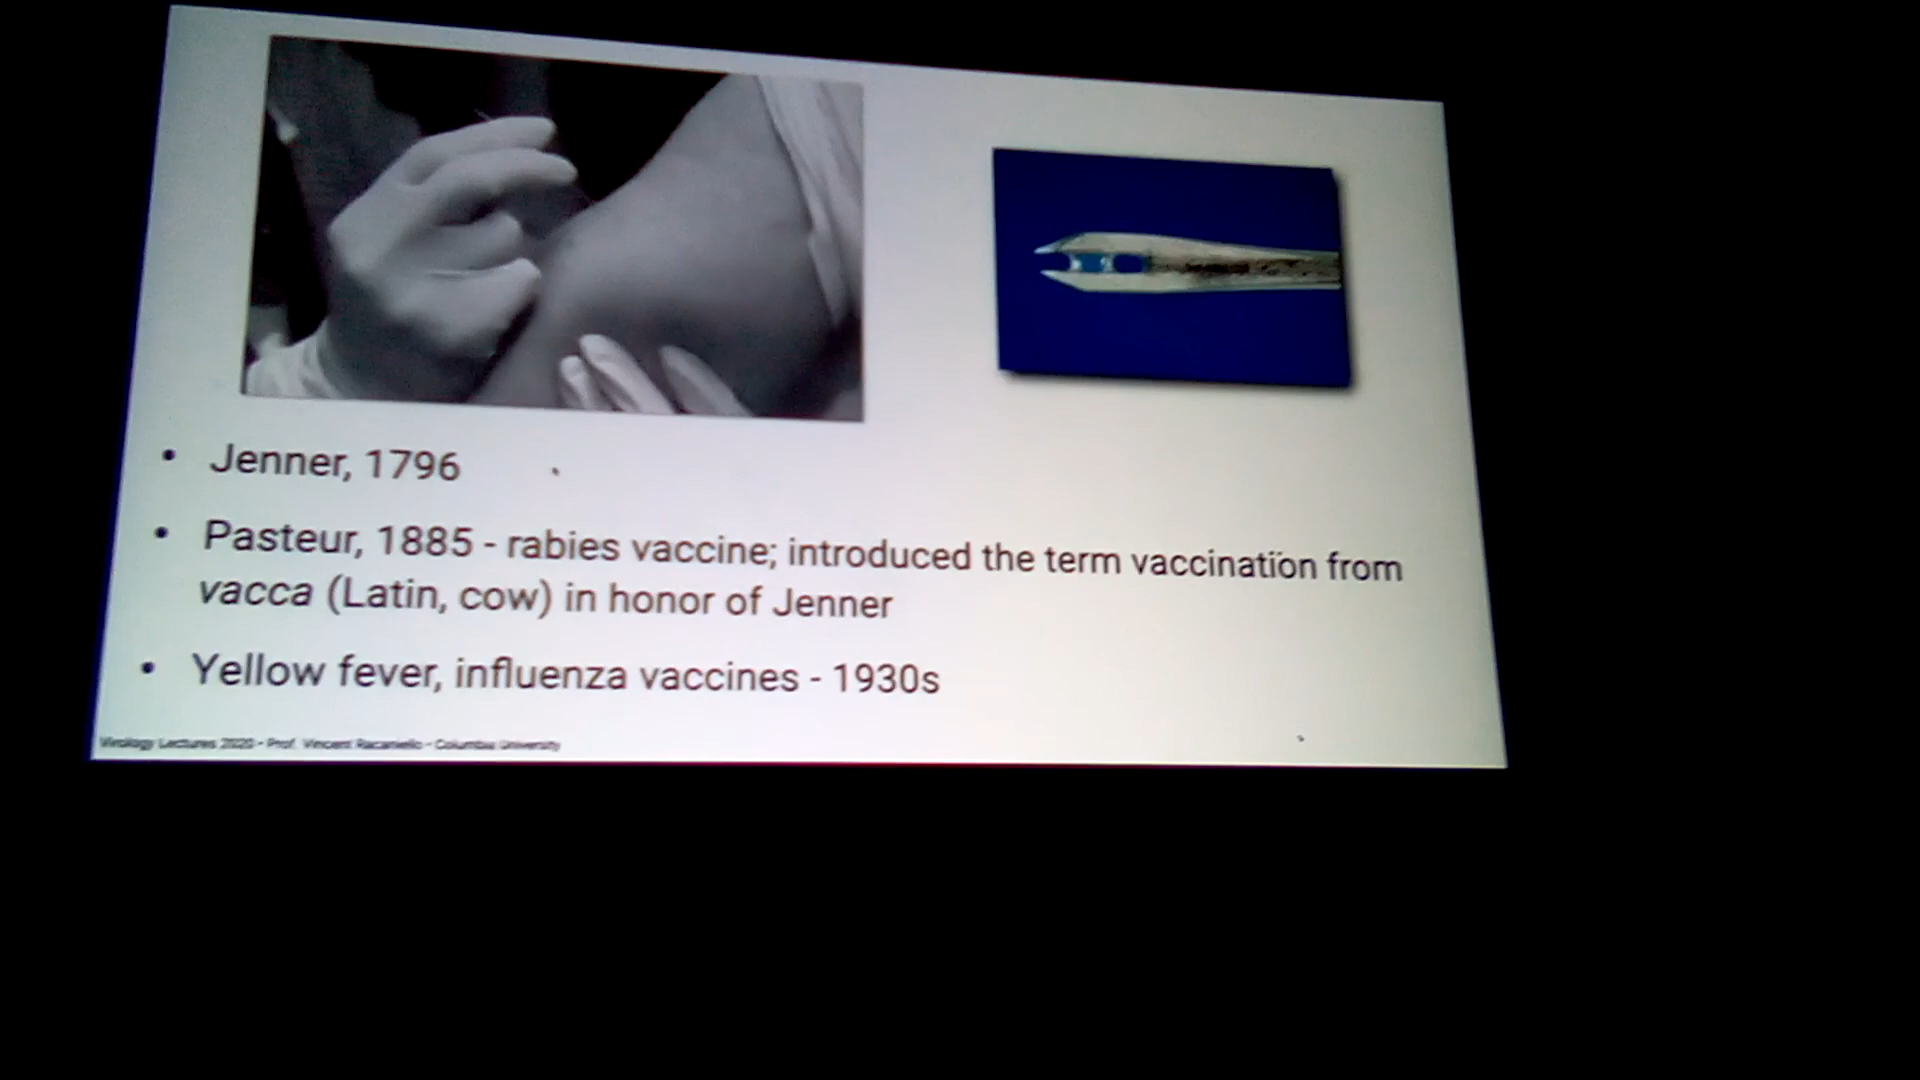 • Jenner, 1796
• Pasteur, 1885 - rabies vaccine; introduced the term vaccination from
vacca (Latin, cow) in honor of Jenner
• Yellow fever, influenza vaccines - 1930s
Virology Lectures 2020 - Prof. Vincent Racaniello - Columbia University